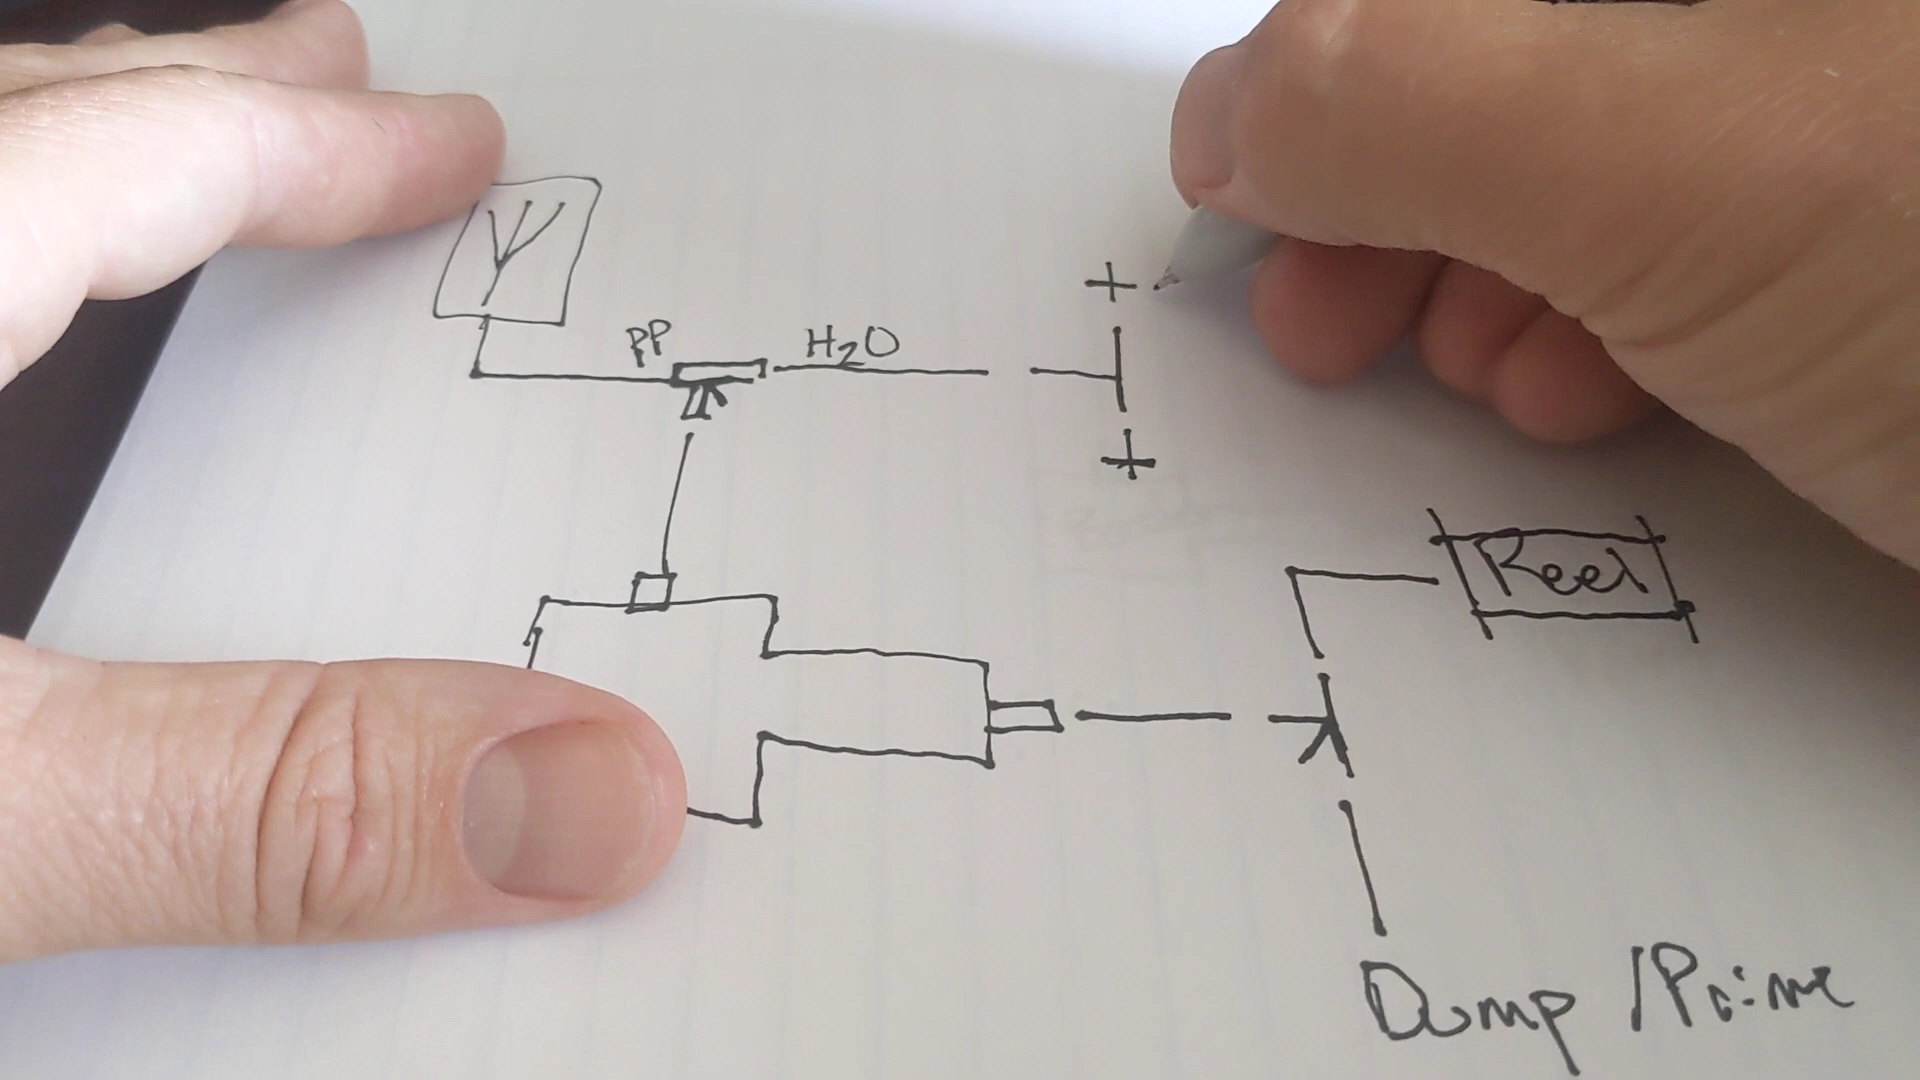 PP
H2O
+
+
Reel
Dump /Prime